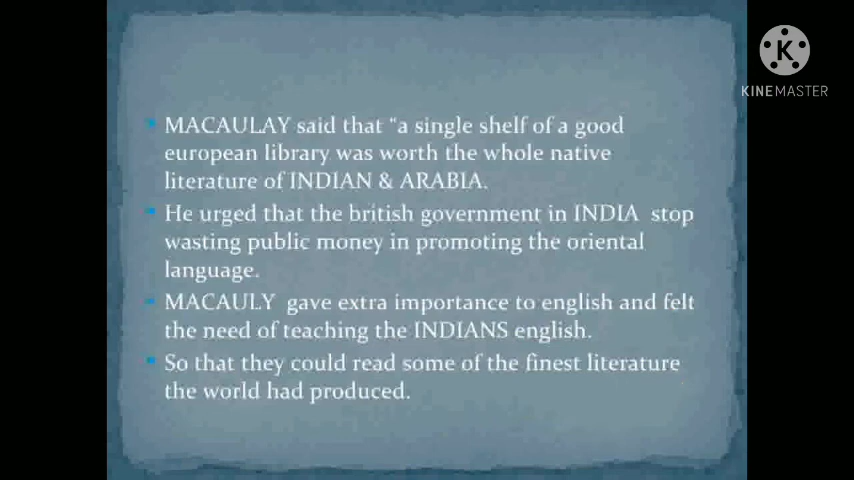 K
KINEMASTER
MACAULAY said that "a single shelf of a good
european library was worth the whole native
literature of INDIAN & ARABIA.
He urged that the british government in INDIA stop
wasting public money in promoting the oriental
language.
MACAULY gave extra importance to english and felt
the need of teaching the INDIANS english.
So that they could read some of the finest literature
the world had produced.